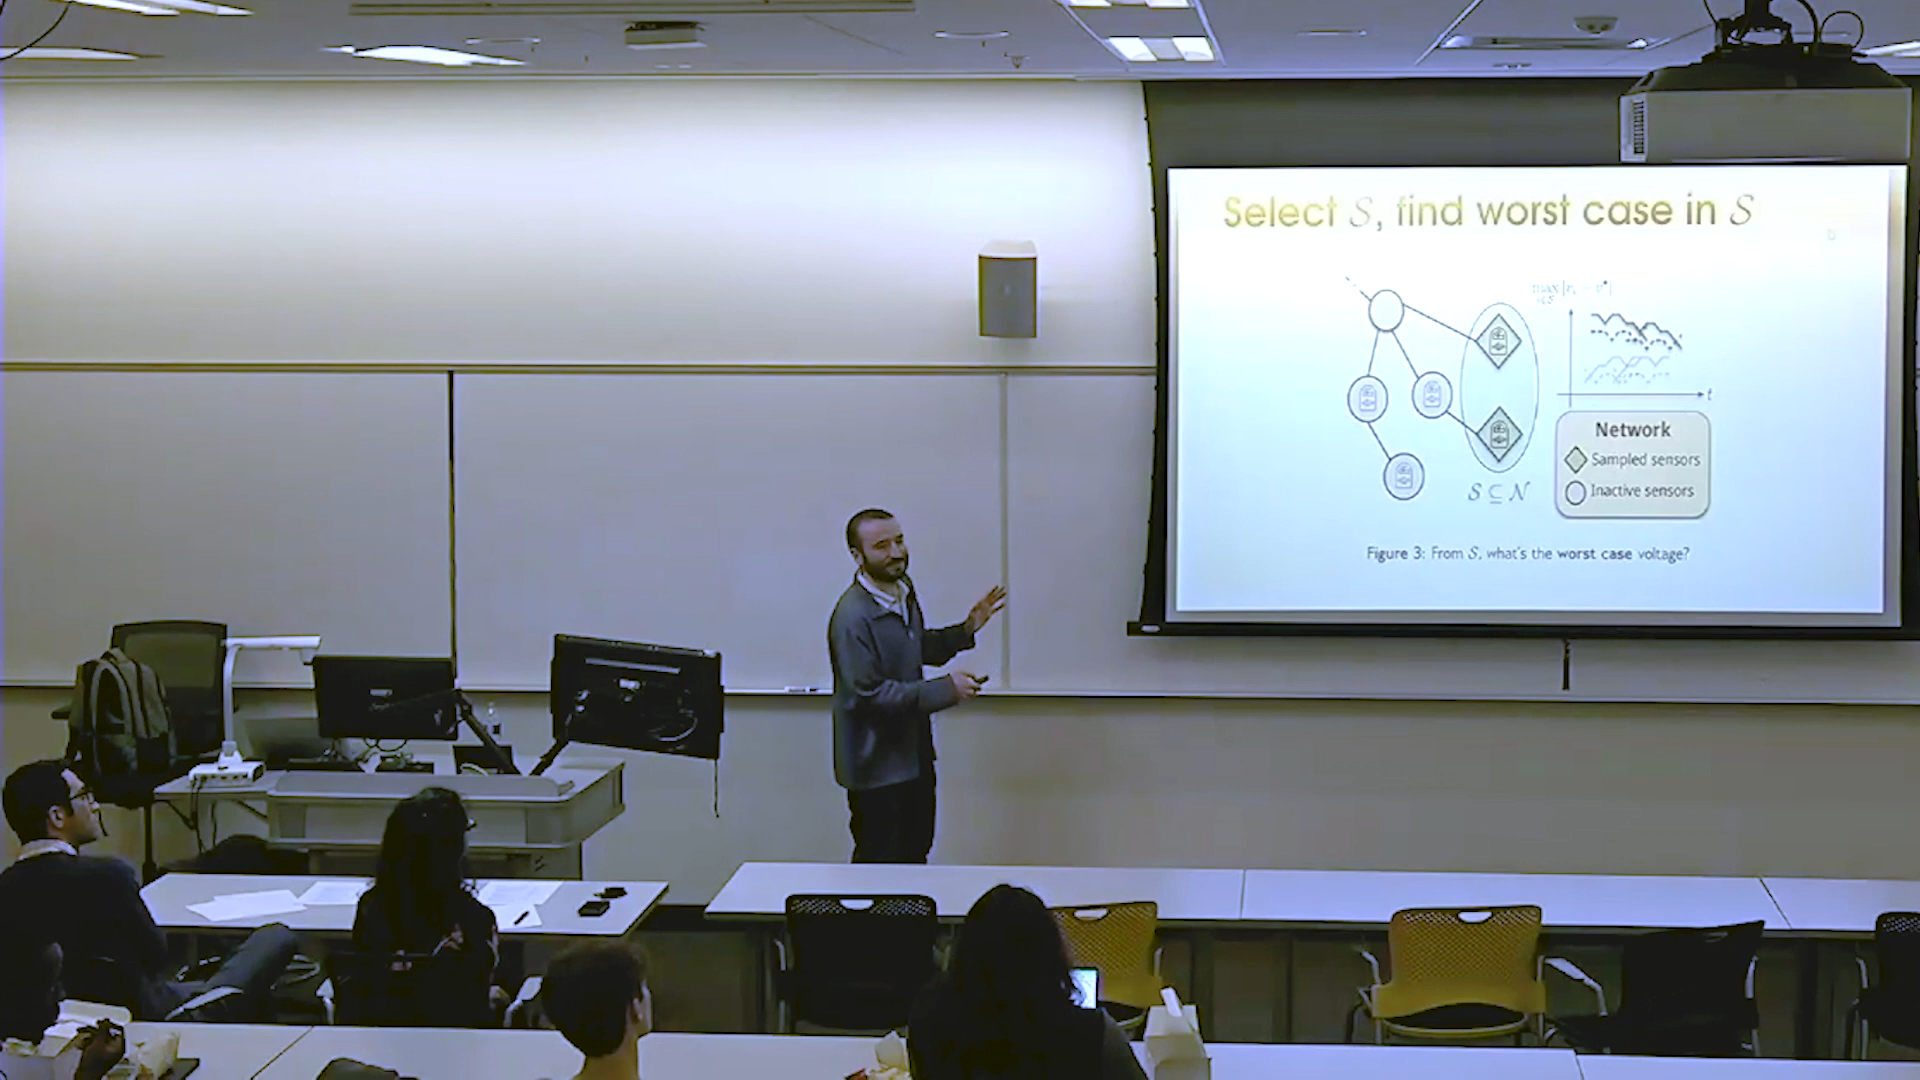 Select 𝒮, find worst case in 𝒮
t
Network
Sampled sensors
Inactive sensors
𝒮 ⊆ 𝒩
Figure 3: From 𝒮, what's the worst case voltage?